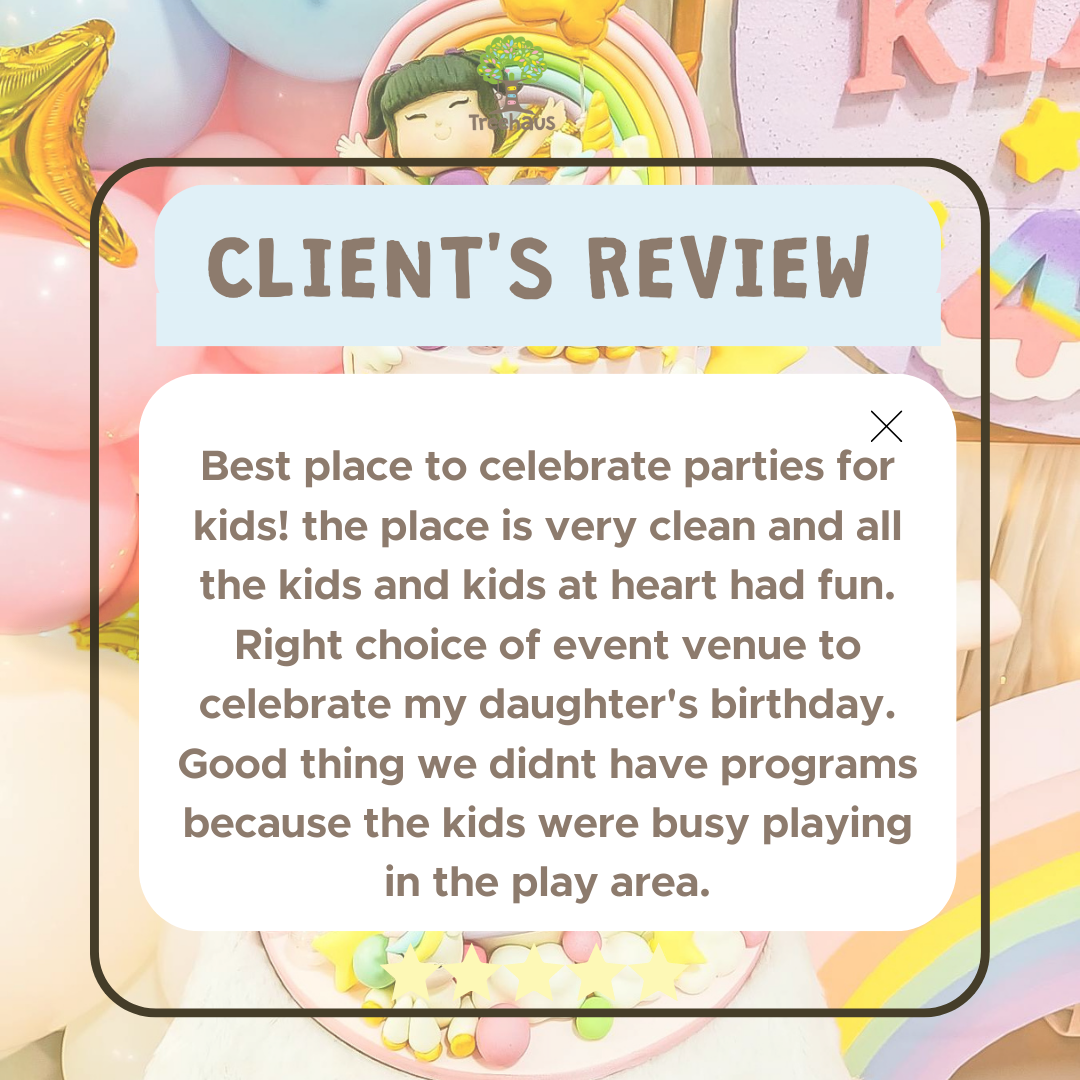 Treehaus
CLIENT'S REVIEW
Best place to celebrate parties for
kids! the place is very clean and all
the kids and kids at heart had fun.
Right choice of event venue to
celebrate my daughter's birthday.
Good thing we didnt have programs
because the kids were busy playing
in the play area.